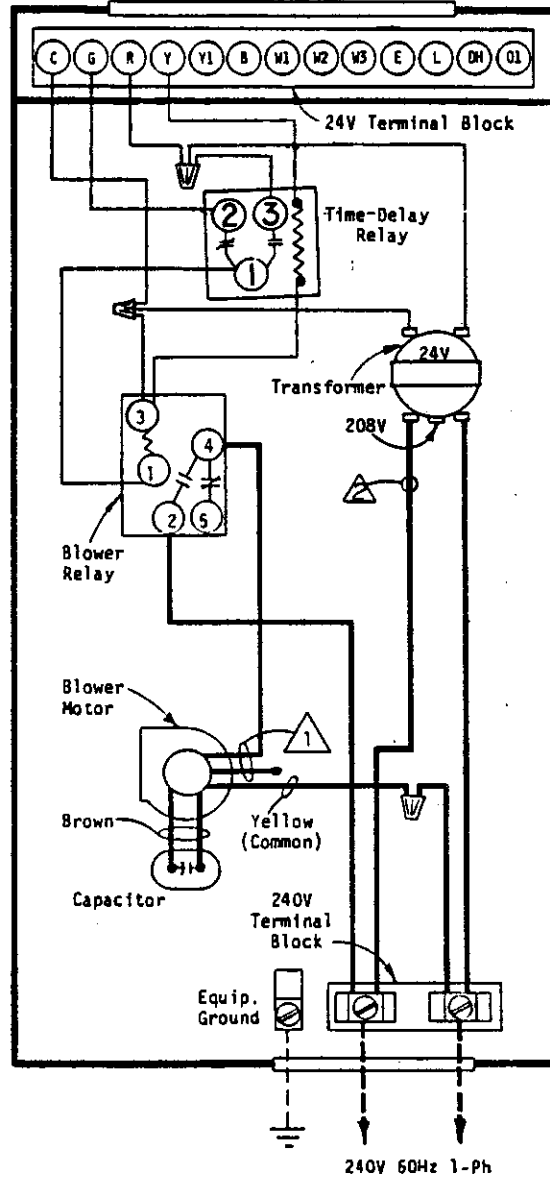 C G R Y Y1 B W1 W2 W3 E L DH O1
24V Terminal Block
2 3
Time-Delay
Relay
1
24V
Transformer
208V
3
4
1
2
2 5
Blower
Relay
Blower
Motor
1
Brown
Yellow
(Common)
Capacitor
240V
Terminal
Block
Equip.
Ground
240V 60Hz 1-Ph